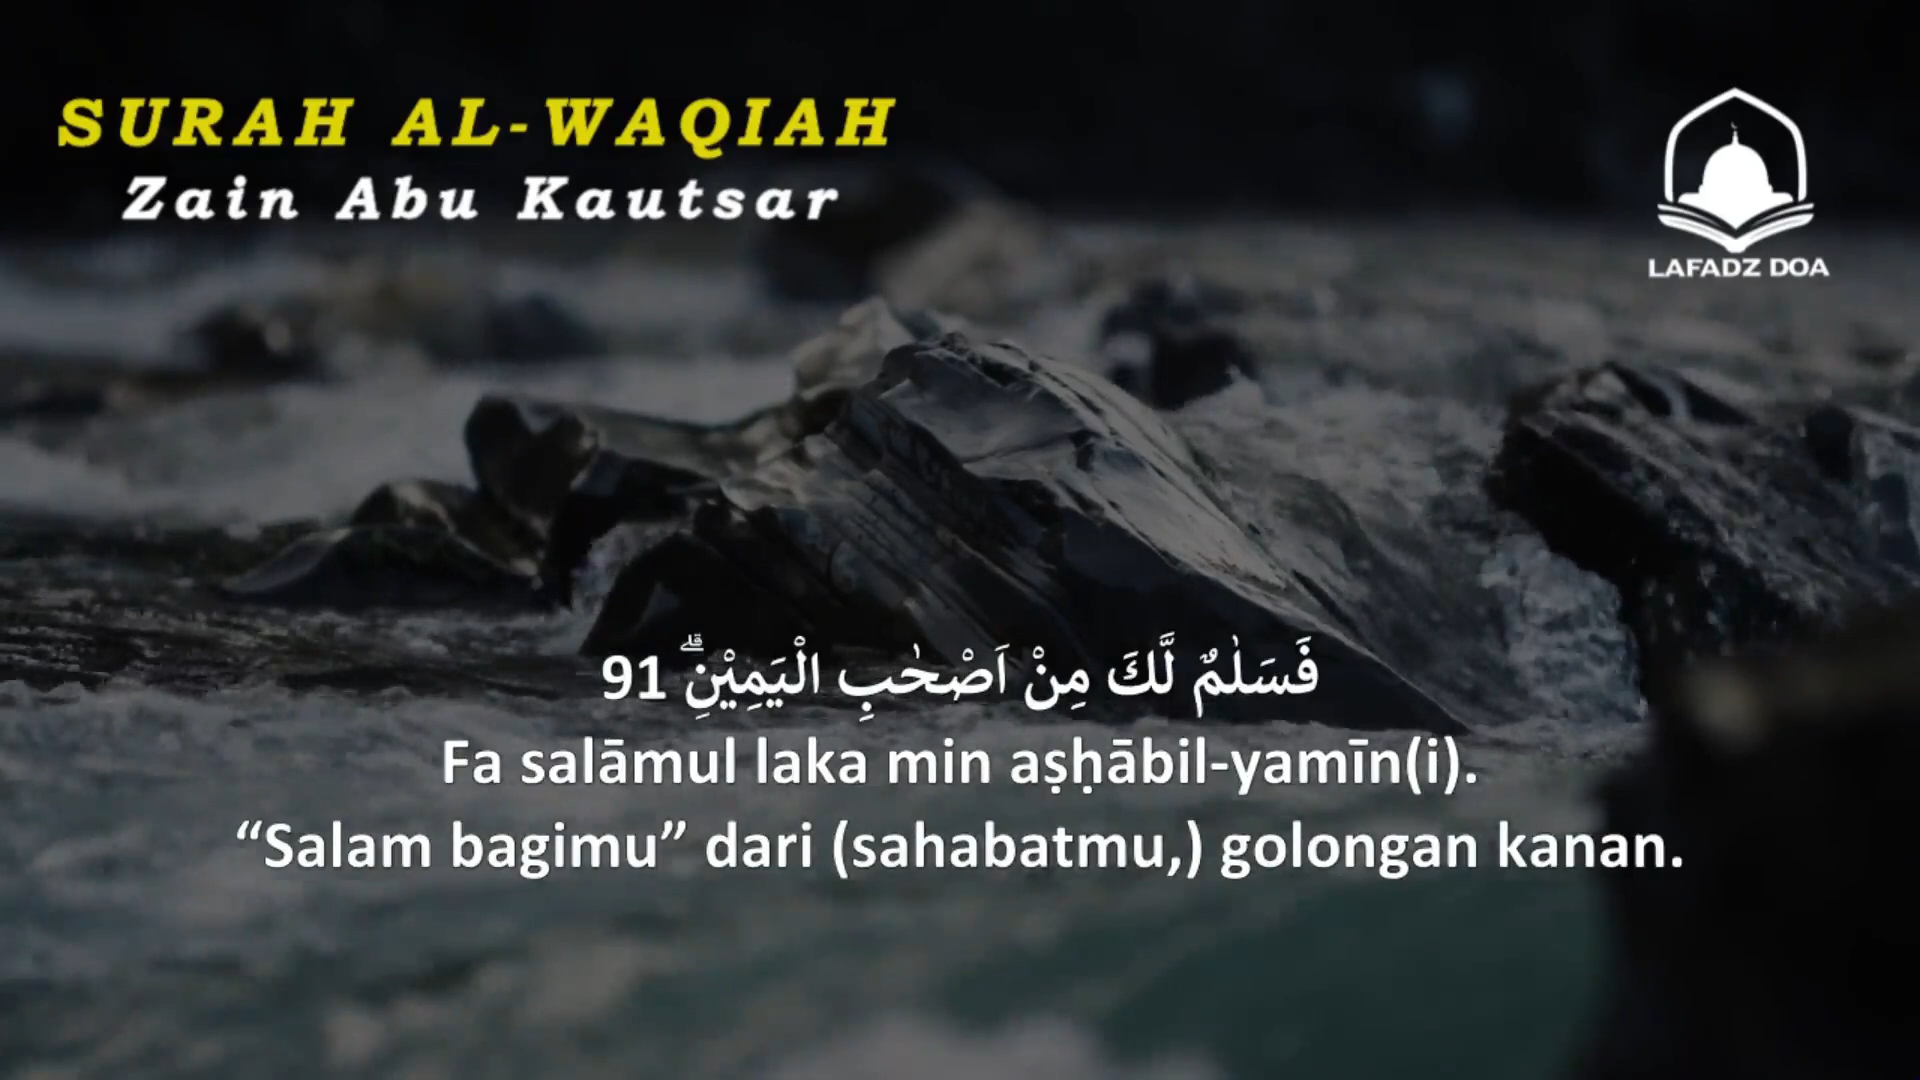 SURAH AL-WAQIAH
Zain Abu Kautsar
LAFADZ DOA
فَسَلٰمٌ لَّكَ مِنْ اَصْحٰبِ الْيَمِيْنِۗ 91
Fa salāmul laka min aṣḥābil-yamīn(i).
“Salam bagimu” dari (sahabatmu,) golongan kanan.